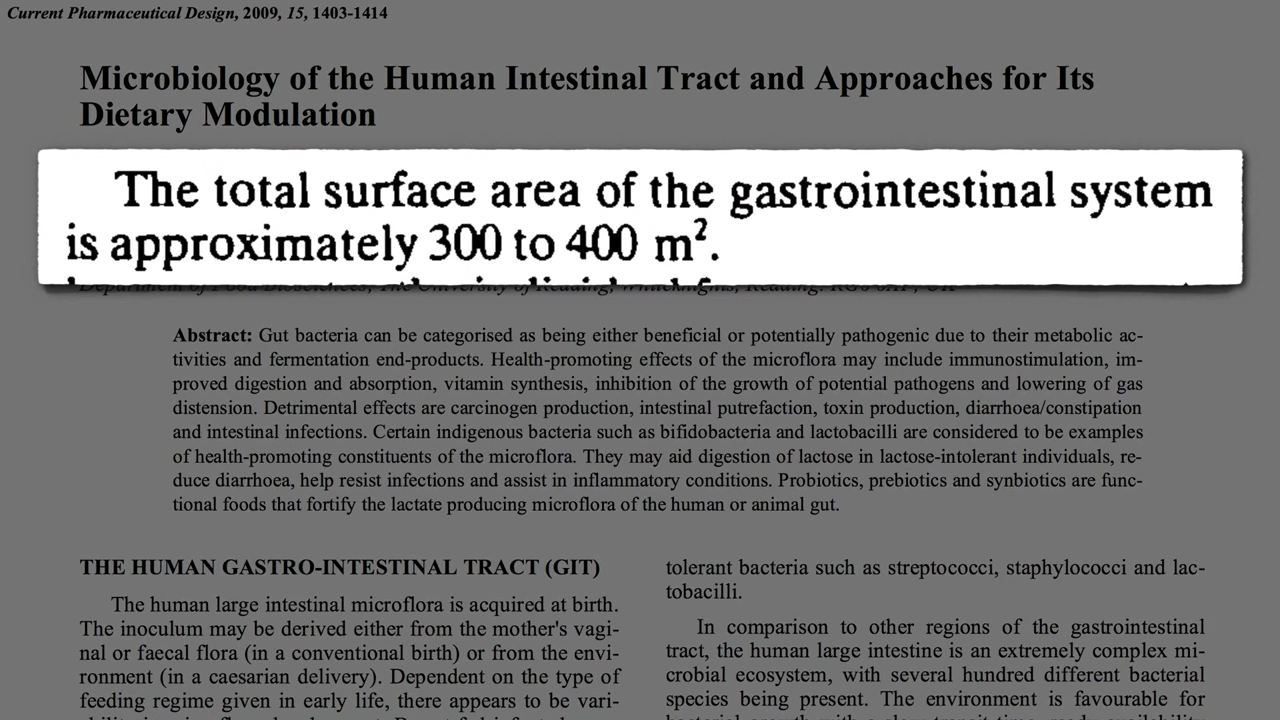 Current Pharmaceutical Design, 2009, 15, 1403-1414
Microbiology of the Human Intestinal Tract and Approaches for Its
Dietary Modulation
The total surface area of the gastrointestinal system
is approximately 300 to 400 m².
Abstract: Gut bacteria can be categorised as being either beneficial or potentially pathogenic due to their metabolic ac-
tivities and fermentation end-products. Health-promoting effects of the microflora may include immunostimulation, im-
proved digestion and absorption, vitamin synthesis, inhibition of the growth of potential pathogens and lowering of gas
distension. Detrimental effects are carcinogen production, intestinal putrefaction, toxin production, diarrhoea/constipation
and intestinal infections. Certain indigenous bacteria such as bifidobacteria and lactobacilli are considered to be examples
of health-promoting constituents of the microflora. They may aid digestion of lactose in lactose-intolerant individuals, re-
duce diarrhoea, help resist infections and assist in inflammatory conditions. Probiotics, prebiotics and synbiotics are func-
tional foods that fortify the lactate producing microflora of the human or animal gut.
THE HUMAN GASTRO-INTESTINAL TRACT (GIT)
The human large intestinal microflora is acquired at birth.
The inoculum may be derived either from the mother's vagi-
nal or faecal flora (in a conventional birth) or from the envi-
ronment (in a caesarian delivery). Dependent on the type of
feeding regime given in early life, there appears to be vari-
tolerant bacteria such as streptococci, staphylococci and lac-
tobacilli.
In comparison to other regions of the gastrointestinal
tract, the human large intestine is an extremely complex mi-
crobial ecosystem, with several hundred different bacterial
species being present. The environment is favourable for